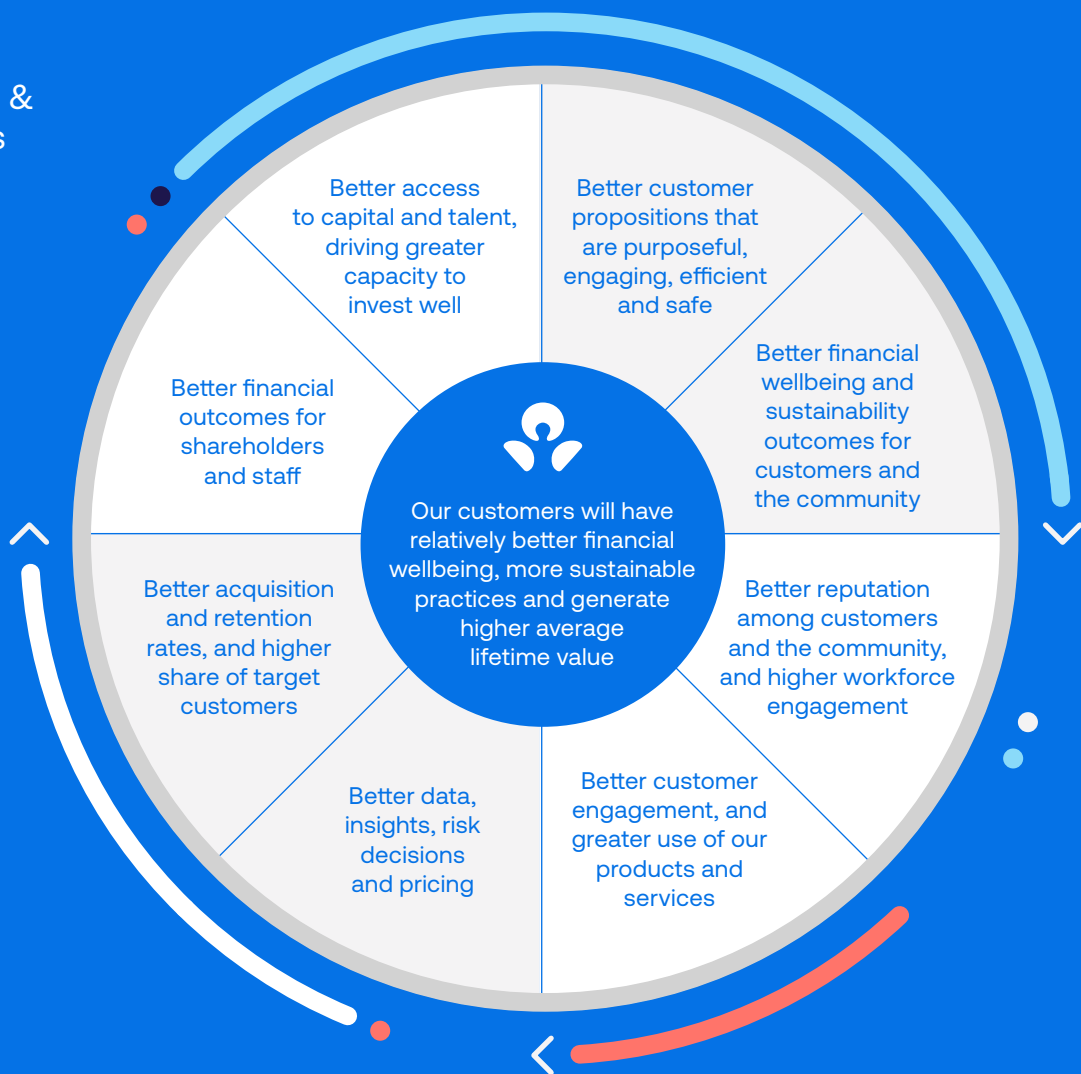 &
s
Better access
to capital and talent,
driving greater
capacity to
invest well
Better customer
propositions that
are purposeful,
engaging, efficient
and safe
Better financial
wellbeing and
sustainability
outcomes for
customers and
the community
Better reputation
among customers
and the community,
and higher workforce
engagement
Better customer
engagement, and
greater use of our
products and
services
Better data,
insights, risk
decisions
and pricing
Better acquisition
and retention
rates, and higher
share of target
customers
Better financial
outcomes for
shareholders
and staff
Our customers will have
relatively better financial
wellbeing, more sustainable
practices and generate
higher average
lifetime value